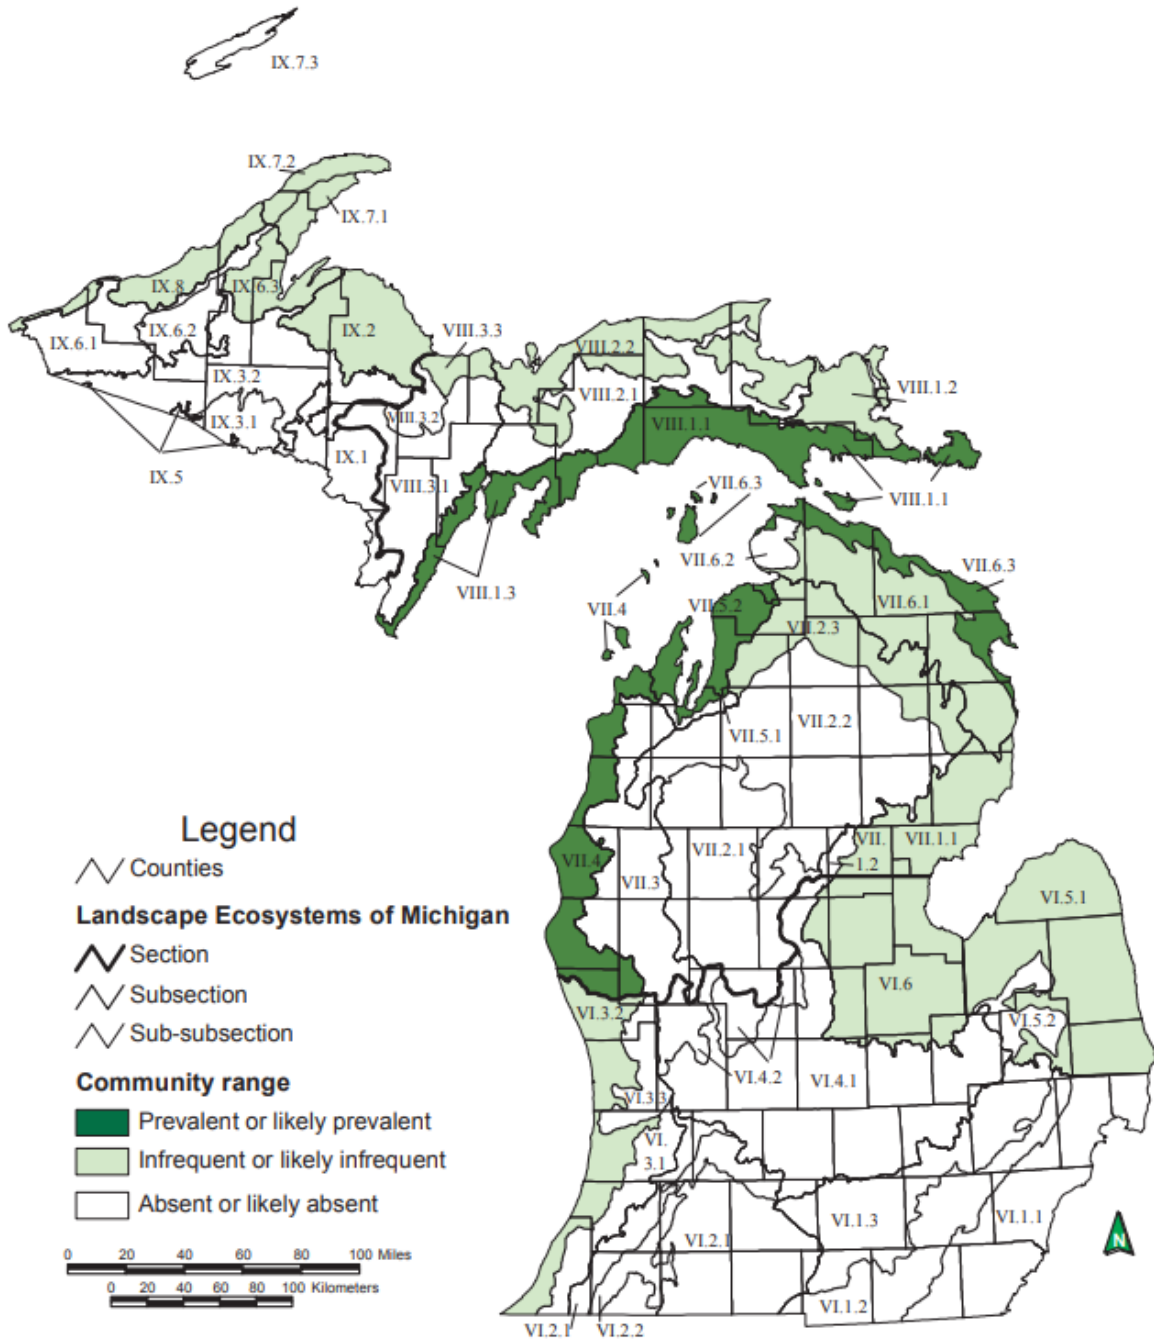 IX.7.3
IX.7.2
IX.7.1
IX.8
IX.6.3
IX.2
VIII.3.3
IX.6.1
IX.6.2
VIII.2.2
VIII.2.1
VIII.1.2
IX.3.2
IX.3.1
VIII.3.2
VIII.1.1
IX.5
IX.1
VIII.3.1
VII.6.3
VIII.1.1
VII.6.2
VII.6.3
VIII.1.3
VII.4
VII.5.2
VII.6.1
VII.2.3
VII.5.1
VII.2.2
Legend
Counties
Landscape Ecosystems of Michigan
Section
Subsection
Sub-subsection
Community range
Prevalent or likely prevalent
Infrequent or likely infrequent
Absent or likely absent
0 20 40 60 80 100 Miles
0 20 40 60 80 100 Kilometers
VII.4
VII.3
VII.2.1
VII.
1.2
VII.1.1
VI.5.1
VI.6
VI.3.2
VI.5.2
VI.4.2
VI.4.1
VI.3.3
VI.
3.1
VI.2.1
VI.1.3
VI.1.1
N
VI.1.2
VI.2.1
VI.2.2